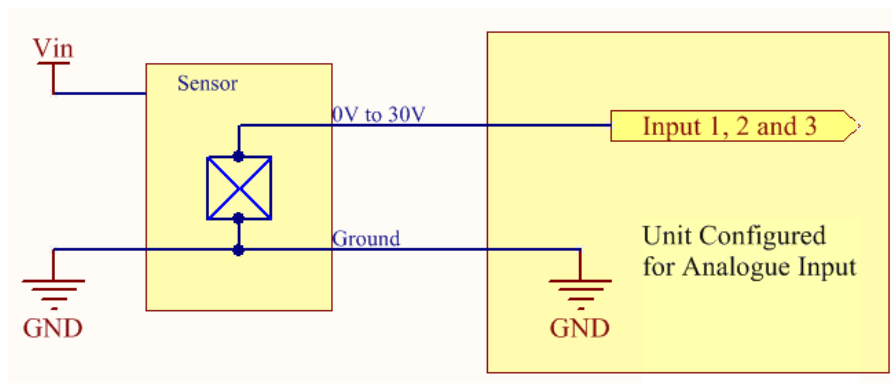 Vin
Sensor
0V to 30V
Input 1, 2 and 3
Ground
Unit Configured
for Analogue Input
GND
GND